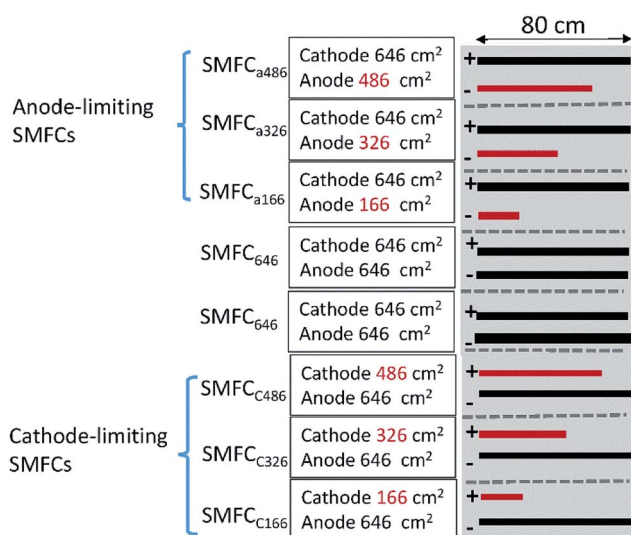 80 cm
Anode-limiting
SMFCs
SMFCa486
Cathode 646 cm²
Anode 486 cm²
+
-
SMFCa326
Cathode 646 cm²
Anode 326 cm²
+
-
SMFCa166
Cathode 646 cm²
Anode 166 cm²
+
-
SMFC646
Cathode 646 cm²
Anode 646 cm²
+
-
SMFC646
Cathode 646 cm²
Anode 646 cm²
+
-
Cathode-limiting
SMFCs
SMFCC486
Cathode 486 cm²
Anode 646 cm²
+
-
SMFCC326
Cathode 326 cm²
Anode 646 cm²
+
-
SMFCC166
Cathode 166 cm²
Anode 646 cm²
+
-